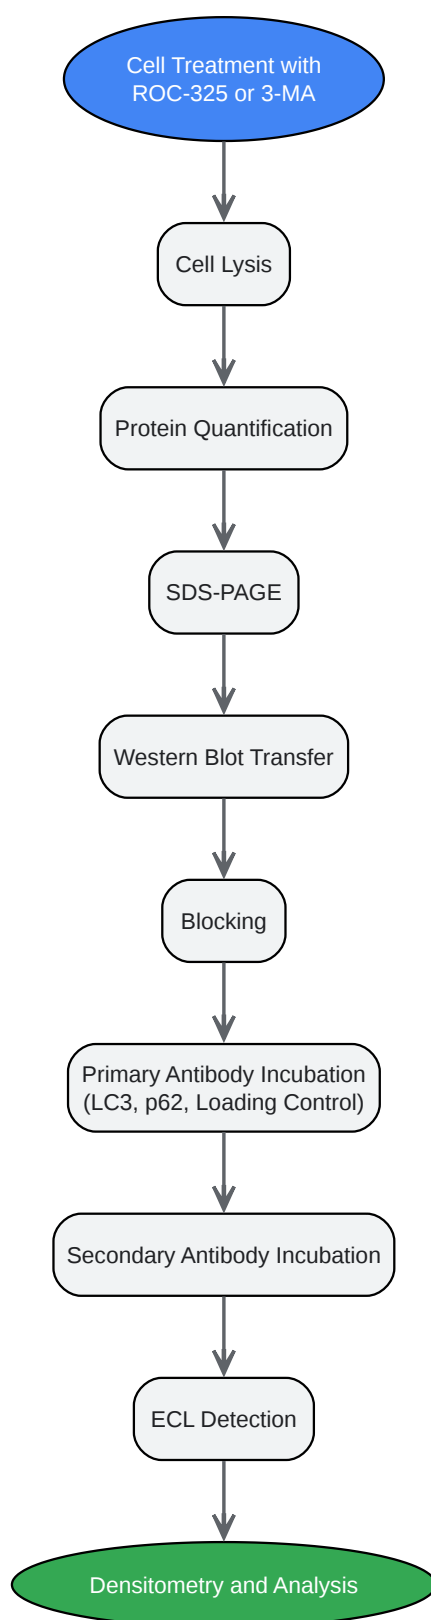 Cell Treatment with
ROC-325 or 3-MA
Cell Lysis
Protein Quantification
SDS-PAGE
Western Blot Transfer
Blocking
Primary Antibody Incubation
(LC3, p62, Loading Control)
Secondary Antibody Incubation
ECL Detection
Densitometry and Analysis